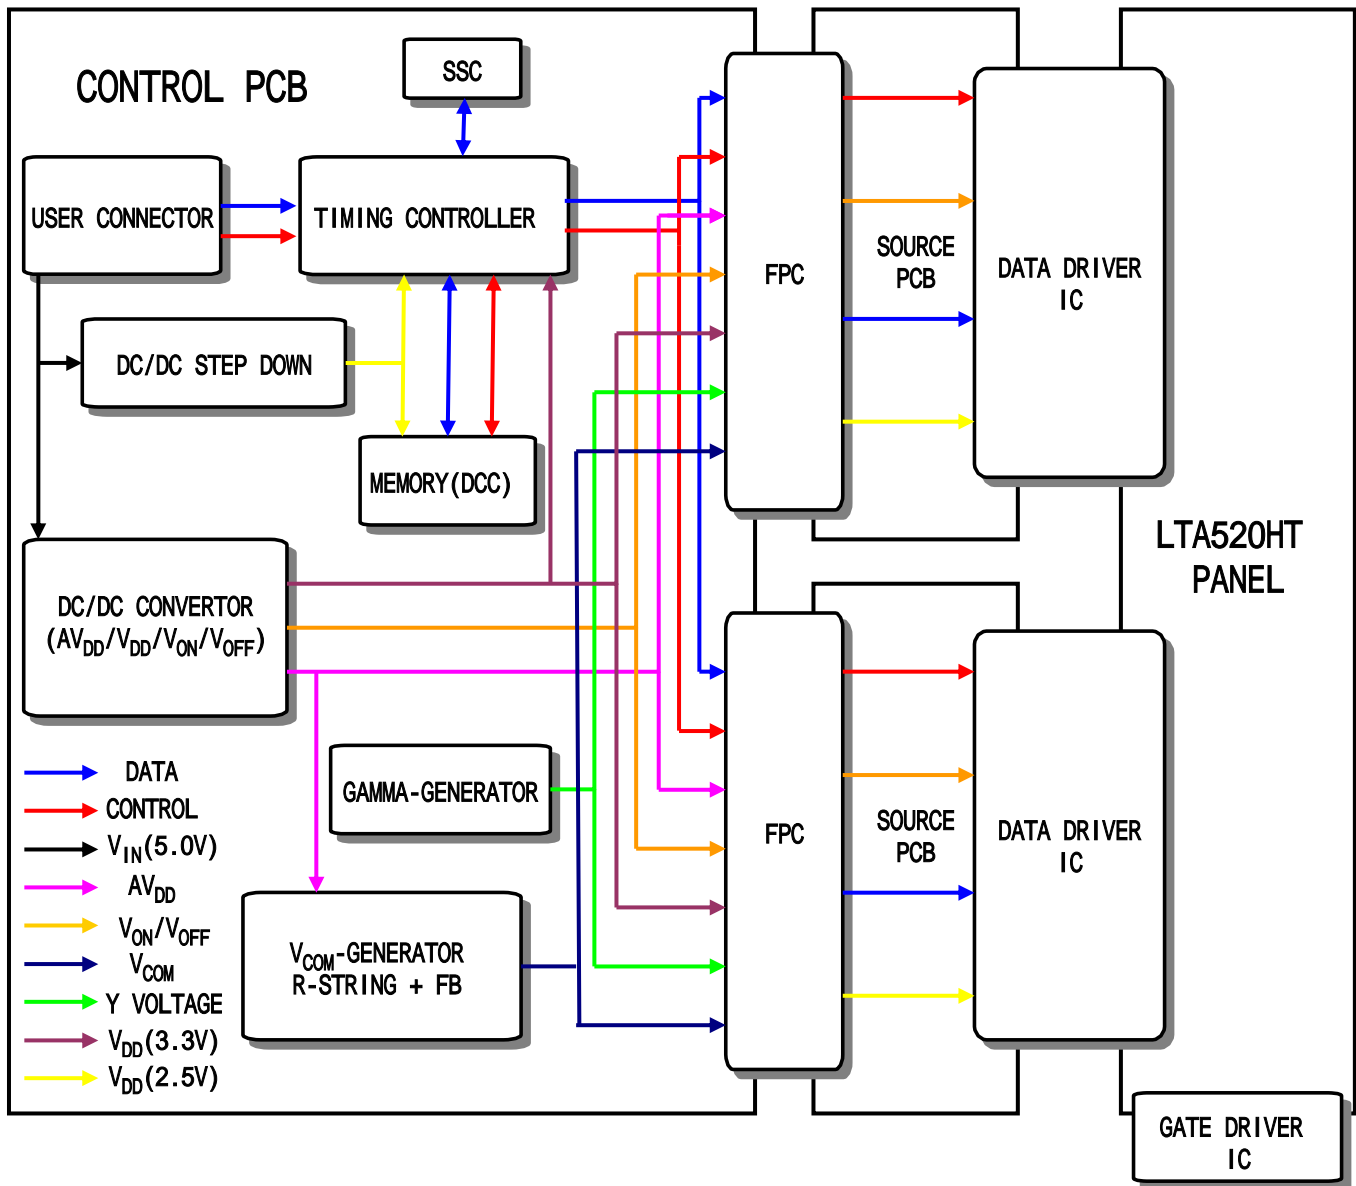 CONTROL PCB
SSC
USER CONNECTOR
TIMING CONTROLLER
DC/DC STEP DOWN
MEMORY(DCC)
DC/DC CONVERTOR
(AVDD/VDD/VON/VOFF)
GAMMA-GENERATOR
VCOM-GENERATOR
R-STRING + FB
DATA
CONTROL
VIN(5.0V)
AVDD
VON/VOFF
VCOM
Y VOLTAGE
VDD(3.3V)
VDD(2.5V)
FPC
SOURCE
PCB
DATA DRIVER
IC
FPC
SOURCE
PCB
DATA DRIVER
IC
LTA520HT
PANEL
GATE DRIVER
IC